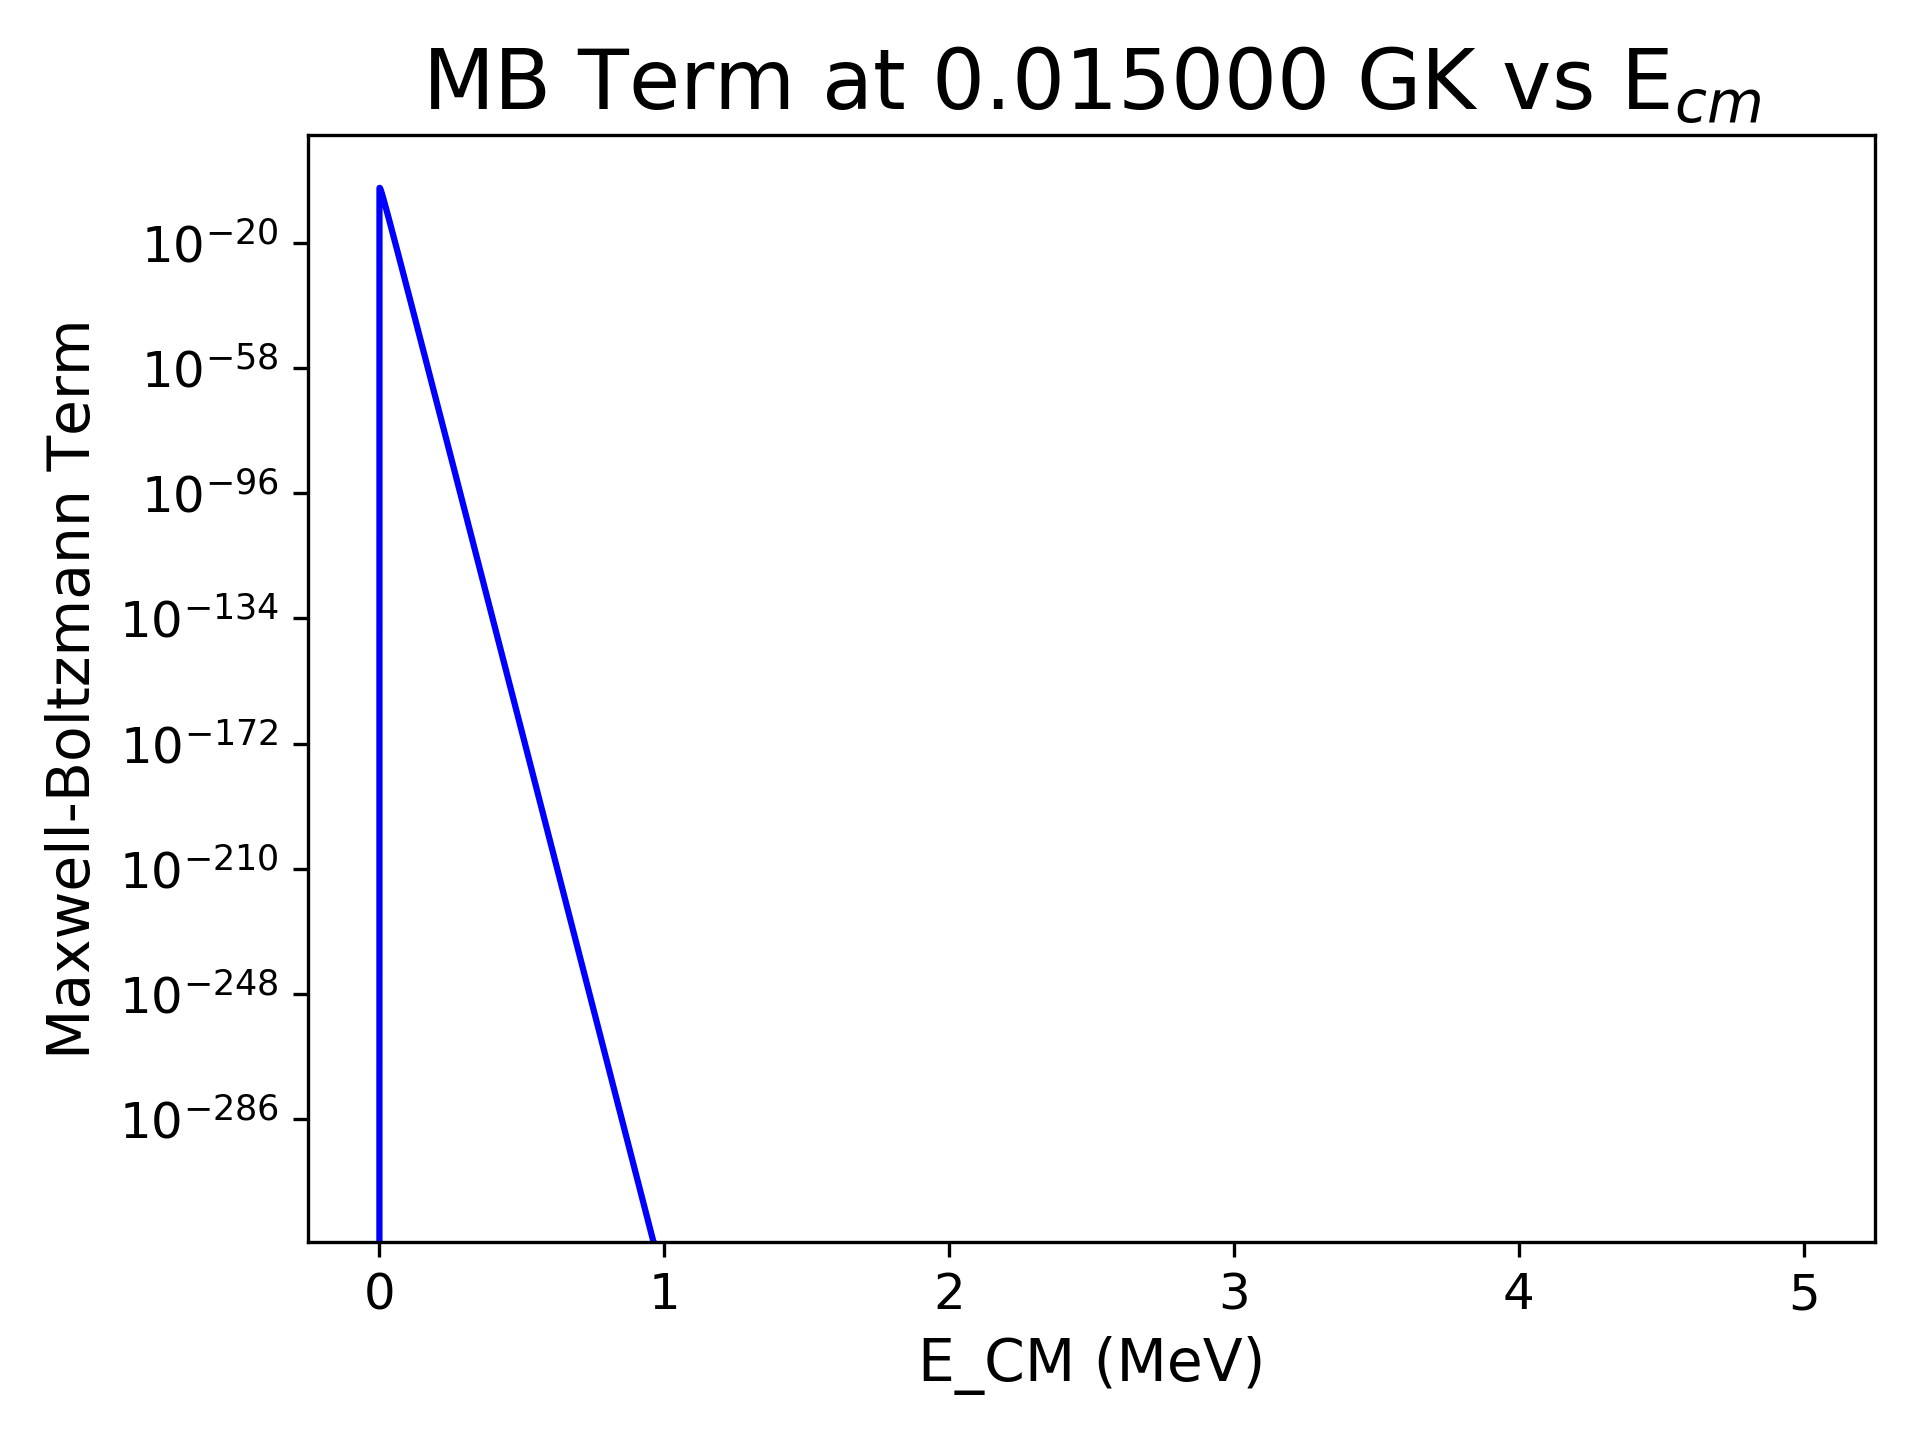 MB Term at 0.015000 GK vs E_{cm}
Maxwell-Boltzmann Term
10^{−20}
10^{−58}
10^{−96}
10^{−134}
10^{−172}
10^{−210}
10^{−248}
10^{−286}
0 1 2 3 4 5
E_CM (MeV)